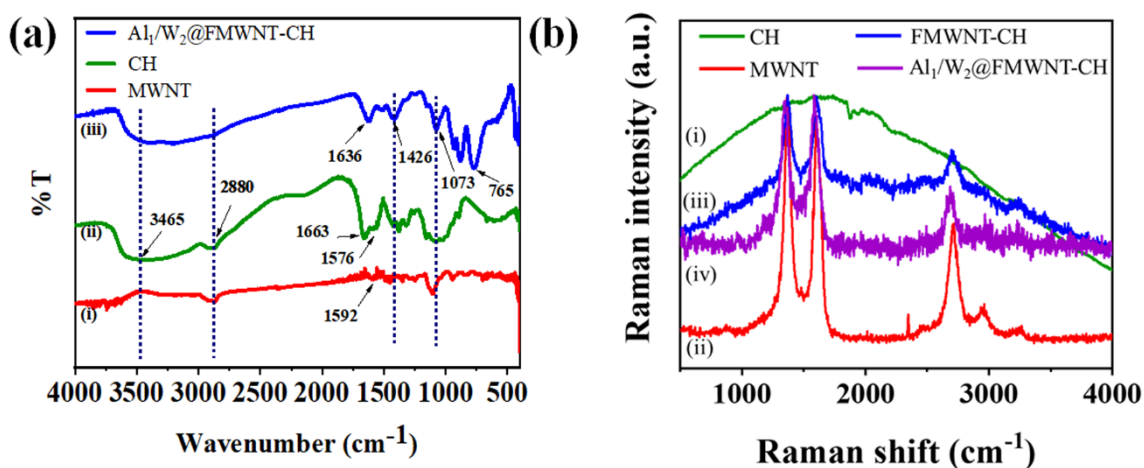 (a)
Al₁/W₂@FMWNT-CH
CH
MWNT
(iii)
1636
1426
1073
765
3465
2880
(ii)
1663
1576
(i)
1592
%T
4000 3500 3000 2500 2000 1500 1000 500
Wavenumber (cm⁻¹)
(b)
CH
FMWNT-CH
MWNT
Al₁/W₂@FMWNT-CH
(i)
(iii)
(iv)
(ii)
Raman intensity (a.u.)
1000 2000 3000 4000
Raman shift (cm⁻¹)